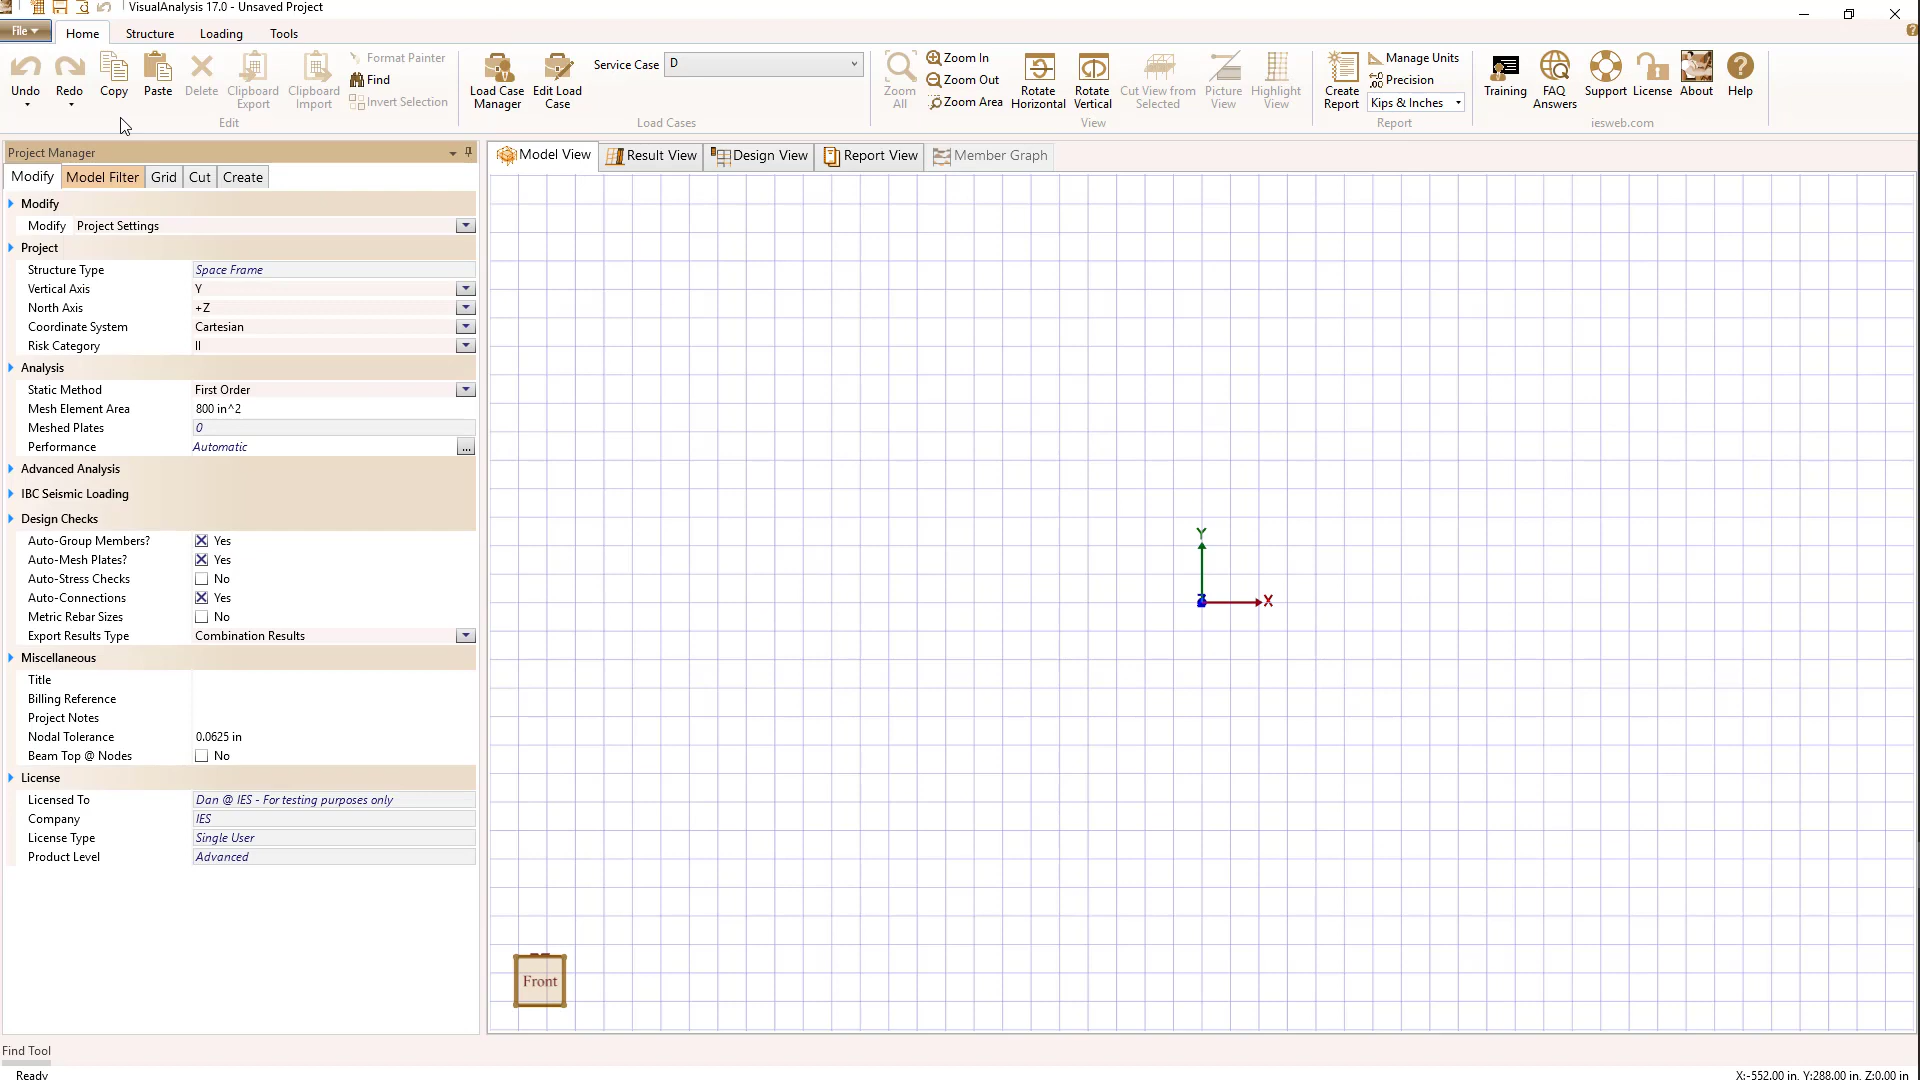 VisualAnalysis 17.0 - Unsaved Project
File
Home
Structure
Loading
Tools
Undo
Redo
Copy
Paste
Delete
Clipboard Export
Clipboard Import
Format Painter
Find
Invert Selection
Edit
Load Case Manager
Edit Load Case
Service Case
D
Load Cases
Zoom All
Zoom In
Zoom Out
Zoom Area
Rotate Horizontal
Rotate Vertical
Cut View from Selected
Picture View
Highlight View
View
Create Report
Manage Units
Precision
Kips & Inches
Report
Training
FAQ Answers
Support
License
About
Help
iesweb.com
Project Manager
Modify
Model Filter
Grid
Cut
Create
Modify
Modify Project Settings
Project
Structure Type Space Frame
Vertical Axis Y
North Axis +Z
Coordinate System Cartesian
Risk Category II
Analysis
Static Method First Order
Mesh Element Area 800 in^2
Meshed Plates 0
Performance Automatic ...
Advanced Analysis
IBC Seismic Loading
Design Checks
Auto-Group Members? Yes
Auto-Mesh Plates? Yes
Auto-Stress Checks No
Auto-Connections Yes
Metric Rebar Sizes No
Export Results Type Combination Results
Miscellaneous
Title
Billing Reference
Project Notes
Nodal Tolerance 0.0625 in
Beam Top @ Nodes No
License
Licensed To Dan @ IES - For testing purposes only
Company IES
License Type Single User
Product Level Advanced
Model View
Result View
Design View
Report View
Member Graph
Y
X
Front
Find Tool
Ready
X:-552.00 in, Y:288.00 in, Z:0.00 in